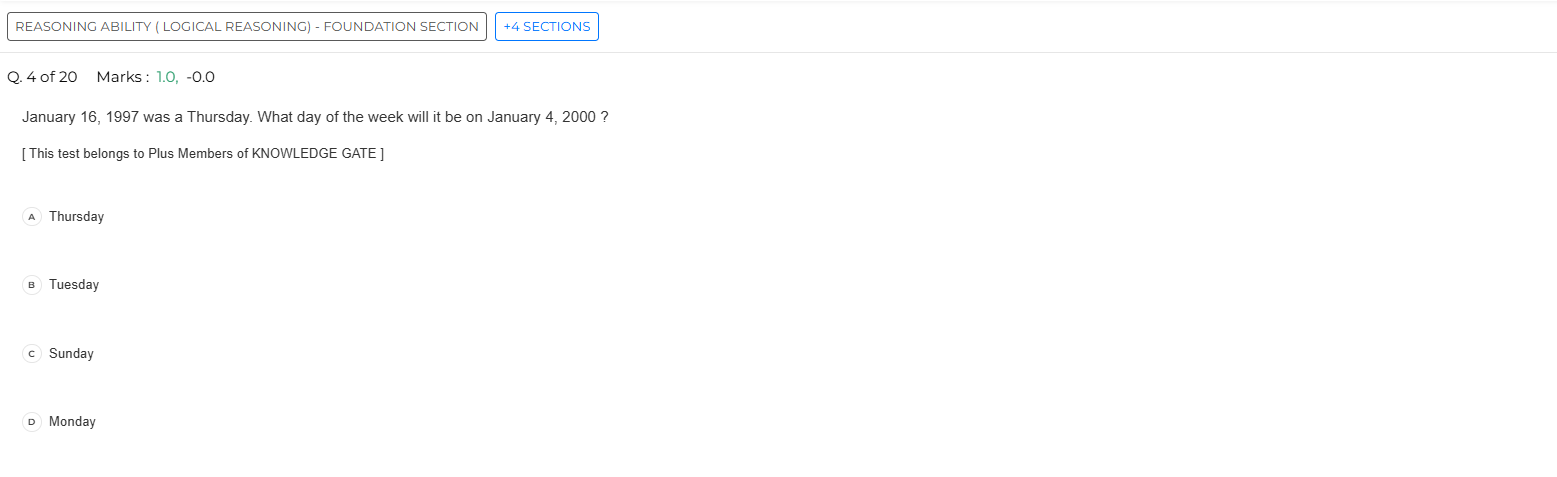 REASONING ABILITY ( LOGICAL REASONING) - FOUNDATION SECTION +4 SECTIONS
Q. 4 of 20 Marks : 1.0, -0.0
January 16, 1997 was a Thursday. What day of the week will it be on January 4, 2000 ?
[ This test belongs to Plus Members of KNOWLEDGE GATE ]
A Thursday
B Tuesday
C Sunday
D Monday